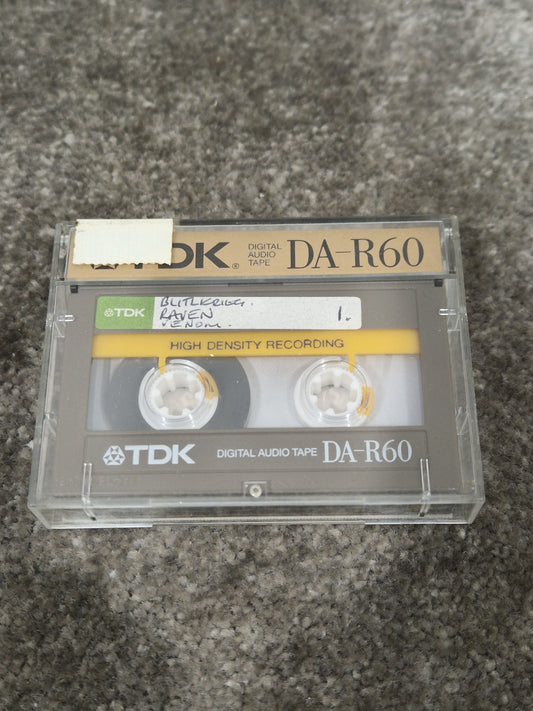 TDK® DIGITAL AUDIO TAPE DA-R60
TDK
BLITZKRIEG.
RAVEN
VENOM. 1.
HIGH DENSITY RECORDING
TDK DIGITAL AUDIO TAPE DA-R60